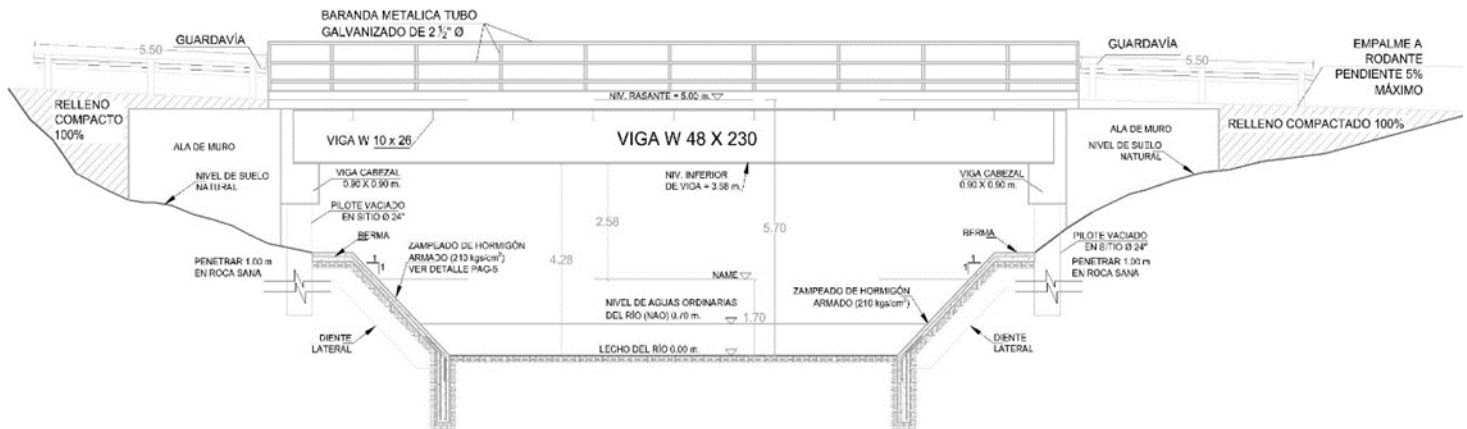 BARANDA METALICA TUBO
GALVANIZADO DE 2 ½" Ø
GUARDAVÍA
5.50
GUARDAVÍA
5.50
EMPALME A
RODANTE
PENDIENTE 5%
MÁXIMO
RELLENO
COMPACTO
100%
NIV. RASANTE = 5.00 m.
RELLENO COMPACTADO 100%
ALA DE MURO
VIGA W 10 x 26
VIGA W 48 X 230
ALA DE MURO
NIVEL DE SUELO
NATURAL
NIVEL DE SUELO
NATURAL
VIGA CABEZAL
0.90 X 0.90 m.
NIV. INFERIOR
DE VIGA = 3.58 m.
VIGA CABEZAL
0.90 X 0.90 m.
PILOTE VACIADO
EN SITIO Ø 24"
2.58
5.70
BERMA
BERMA
PILOTE VACIADO
EN SITIO Ø 24"
PENETRAR 1.00 m
EN ROCA SANA
1
1
ZAMPEADO DE HORMIGÓN
ARMADO (210 kgs/cm²)
VER DETALLE PAG-5
4.28
NAME
1
1
PENETRAR 1.00 m
EN ROCA SANA
ZAMPEADO DE HORMIGÓN
ARMADO (210 kgs/cm²)
NIVEL DE AGUAS ORDINARIAS
DEL RÍO (NAO) 0.70 m.
1.70
DIENTE
LATERAL
LECHO DEL RÍO 0.00 m.
DIENTE
LATERAL